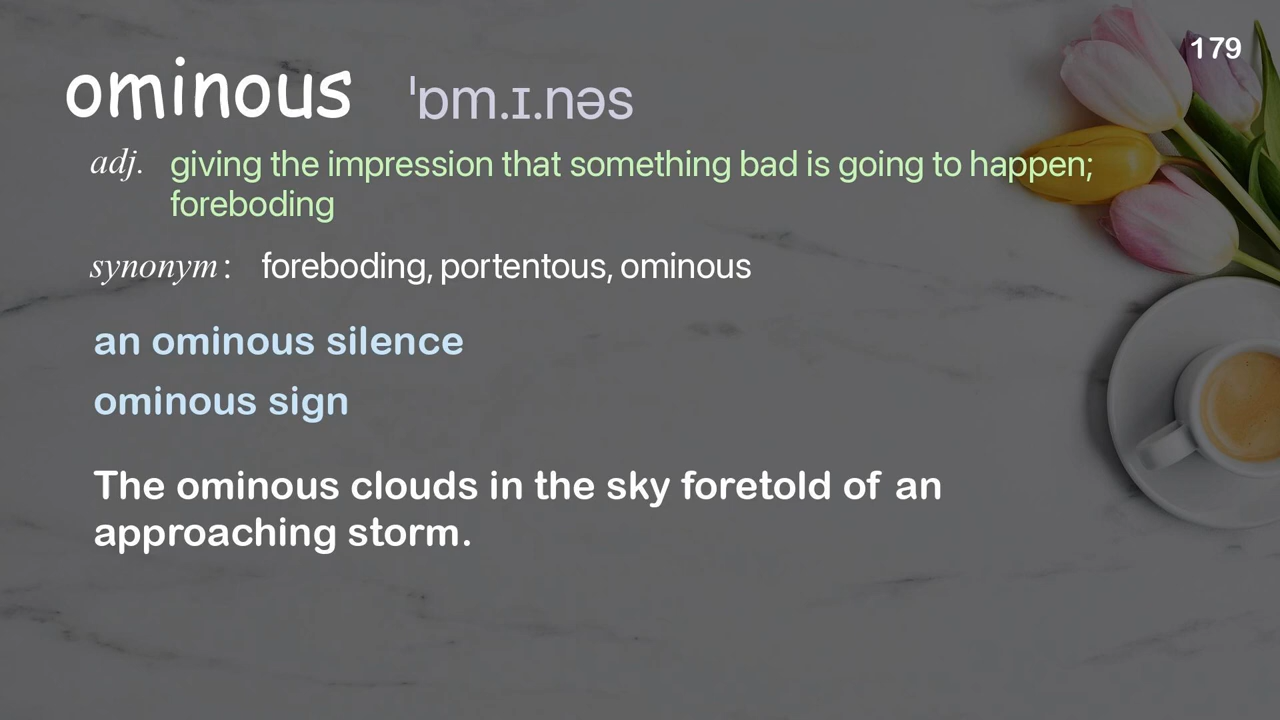 179
ominous ˈɒm.ɪ.nəs
adj. giving the impression that something bad is going to happen;
foreboding
synonym: foreboding, portentous, ominous
an ominous silence
ominous sign
The ominous clouds in the sky foretold of an
approaching storm.